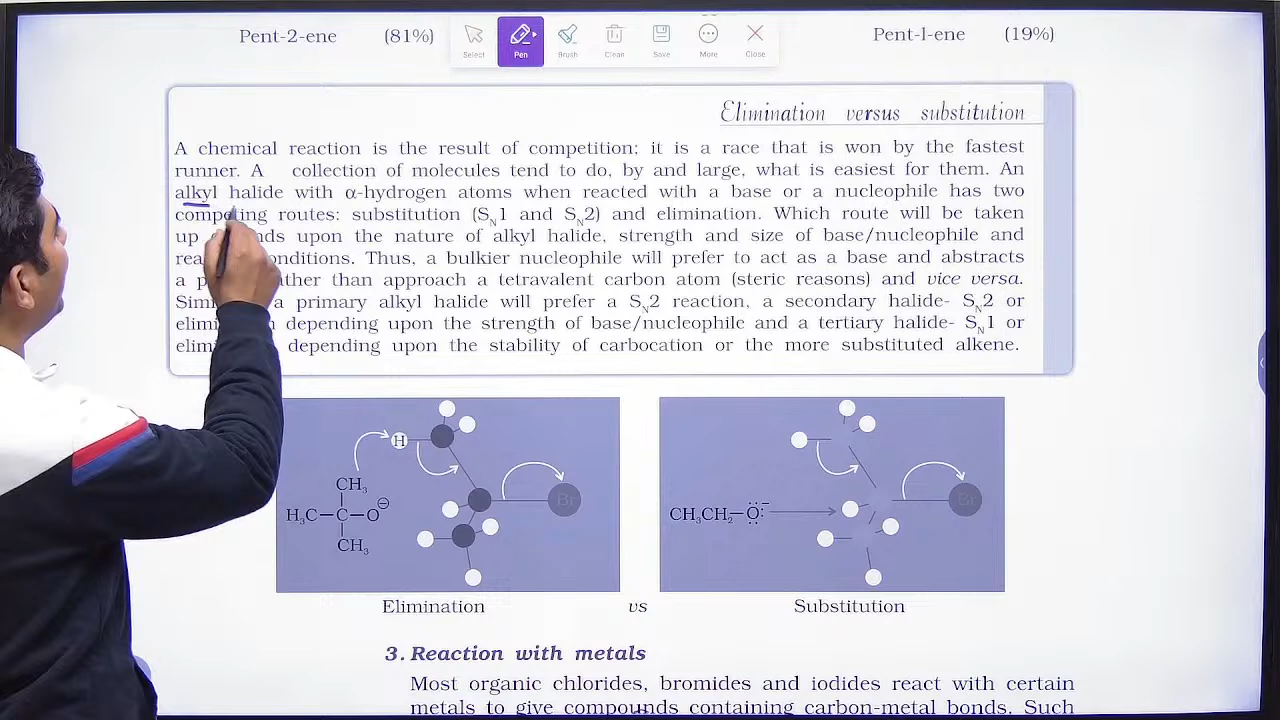 Pent-2-ene (81%) Pent-l-ene (19%)
Select Pen Brush Clean Save More Close
Elimination versus substitution
A chemical reaction is the result of competition; it is a race that is won by the fastest
runner. A collection of molecules tend to do, by and large, what is easiest for them. An
alkyl halide with α-hydrogen atoms when reacted with a base or a nucleophile has two
competing routes: substitution (SN1 and SN2) and elimination. Which route will be taken
up upon the nature of alkyl halide, strength and size of base/nucleophile and
Thus, a bulkier nucleophile will prefer to act as a base and abstracts
a than approach a tetravalent carbon atom (steric reasons) and vice versa.
a primary alkyl halide will prefer a SN2 reaction, a secondary halide- SN2 or
depending upon the strength of base/nucleophile and a tertiary halide- SN1 or
depending upon the stability of carbocation or the more substituted alkene.
H
Br
CH3
H3C–C–O⊖
CH3
Br
CH3CH2–O:–
Elimination vs Substitution
3. Reaction with metals
Most organic chlorides, bromides and iodides react with certain
metals to give compounds containing carbon-metal bonds. Such